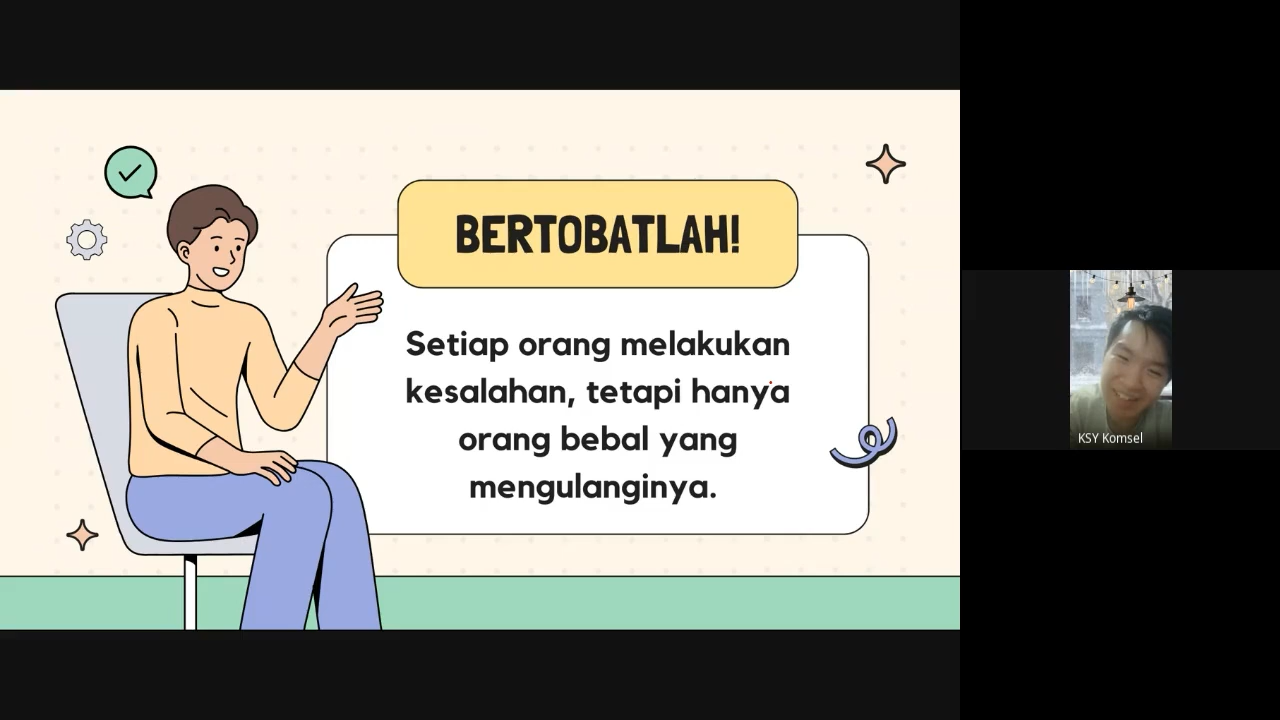 BERTOBATLAH!
Setiap orang melakukan
kesalahan, tetapi hanya
orang bebal yang
mengulanginya.
KSY Komsel